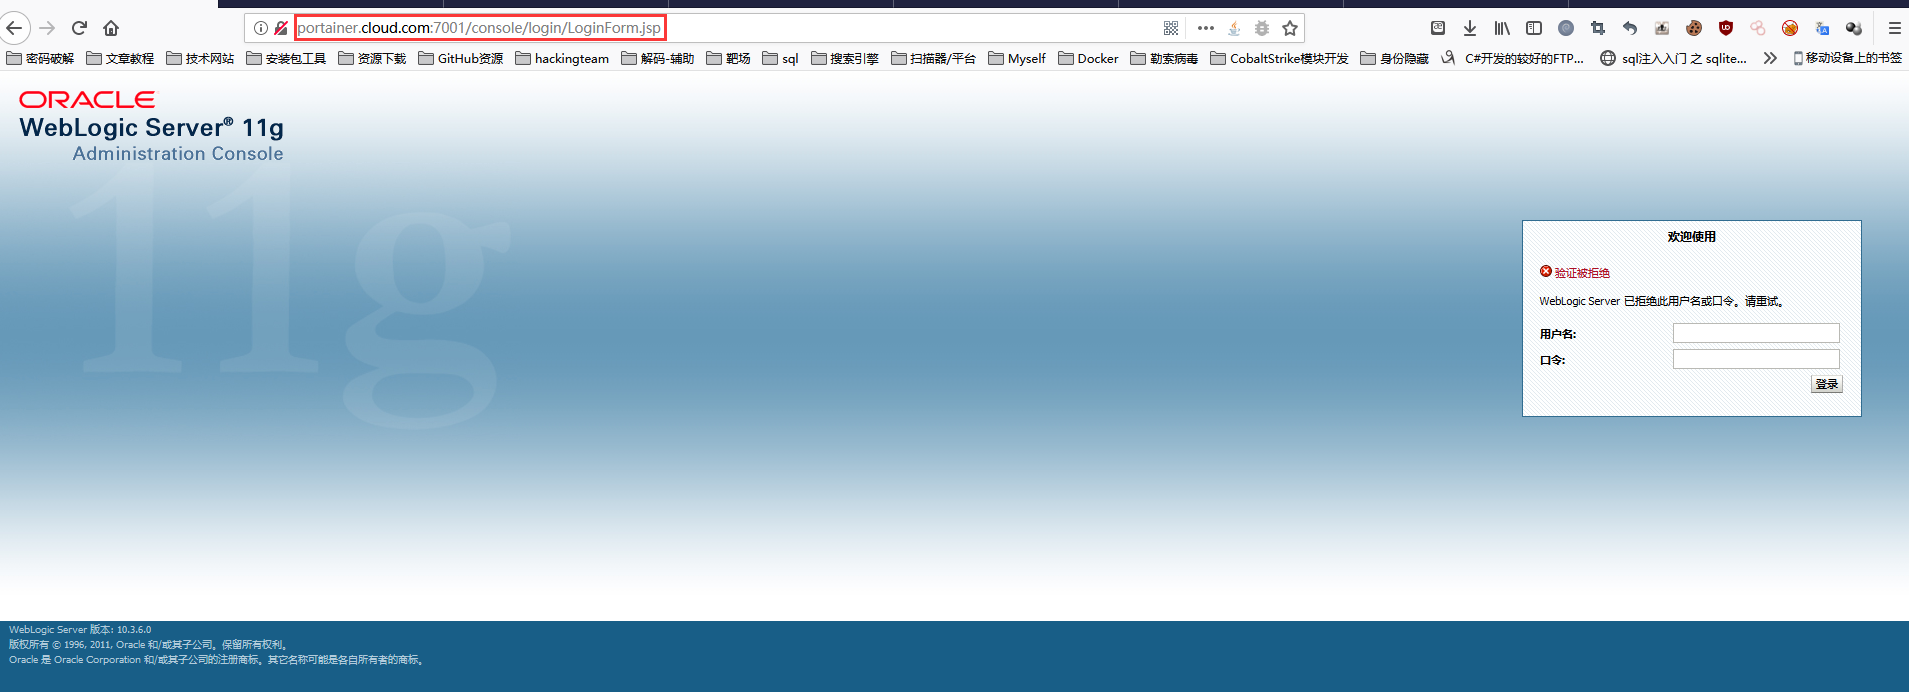 portainer.cloud.com:7001/console/login/LoginForm.jsp
密码破解 文章教程 技术网站 安装包工具 资源下载 GitHub资源 hackingteam 解码-辅助 靶场 sql 搜索引擎 扫描器/平台 Myself Docker 勒索病毒 CobaltStrike模块开发 身份隐藏 C#开发的较好的FTP... sql注入入门 之 sqlite... 移动设备上的书签
ORACLE
WebLogic Server® 11g
Administration Console
11g
欢迎使用
验证被拒绝
WebLogic Server 已拒绝此用户名或口令。请重试。
用户名:
口令:
登录
WebLogic Server 版本: 10.3.6.0
版权所有 © 1996, 2011, Oracle 和/或其子公司。保留所有权利。
Oracle 是 Oracle Corporation 和/或其子公司的注册商标。其它名称可能是各自所有者的商标。